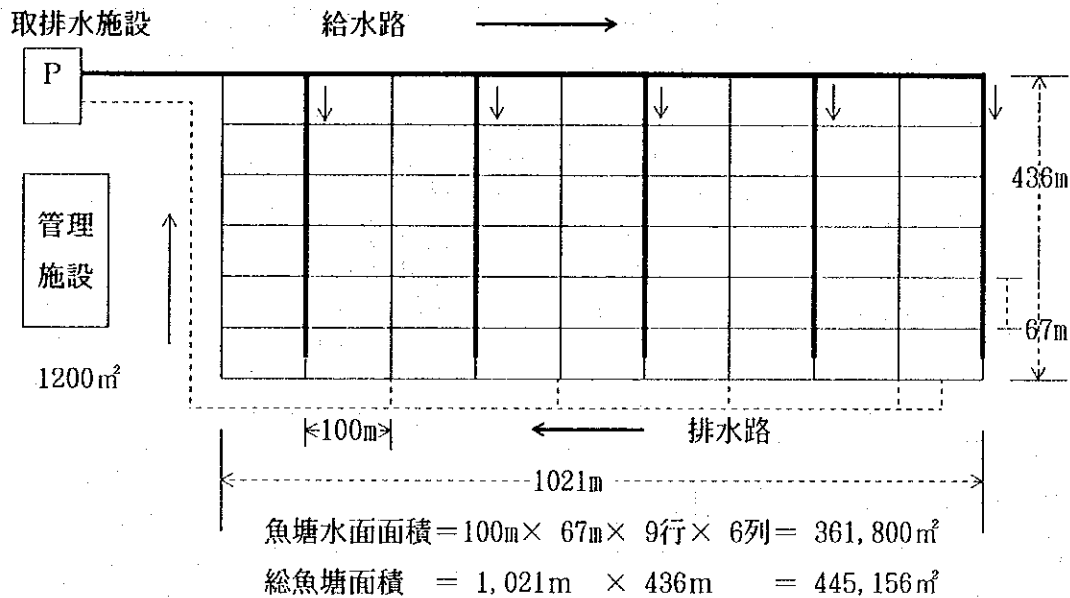 取排水施設
給水路
P
436m
管理
施設
67m
1200㎡
100m
排水路
1021m
魚塘水面面積＝100m× 67m× 9行× 6列＝ 361,800㎡
総魚塘面積 ＝ 1,021m × 436m ＝ 445,156㎡